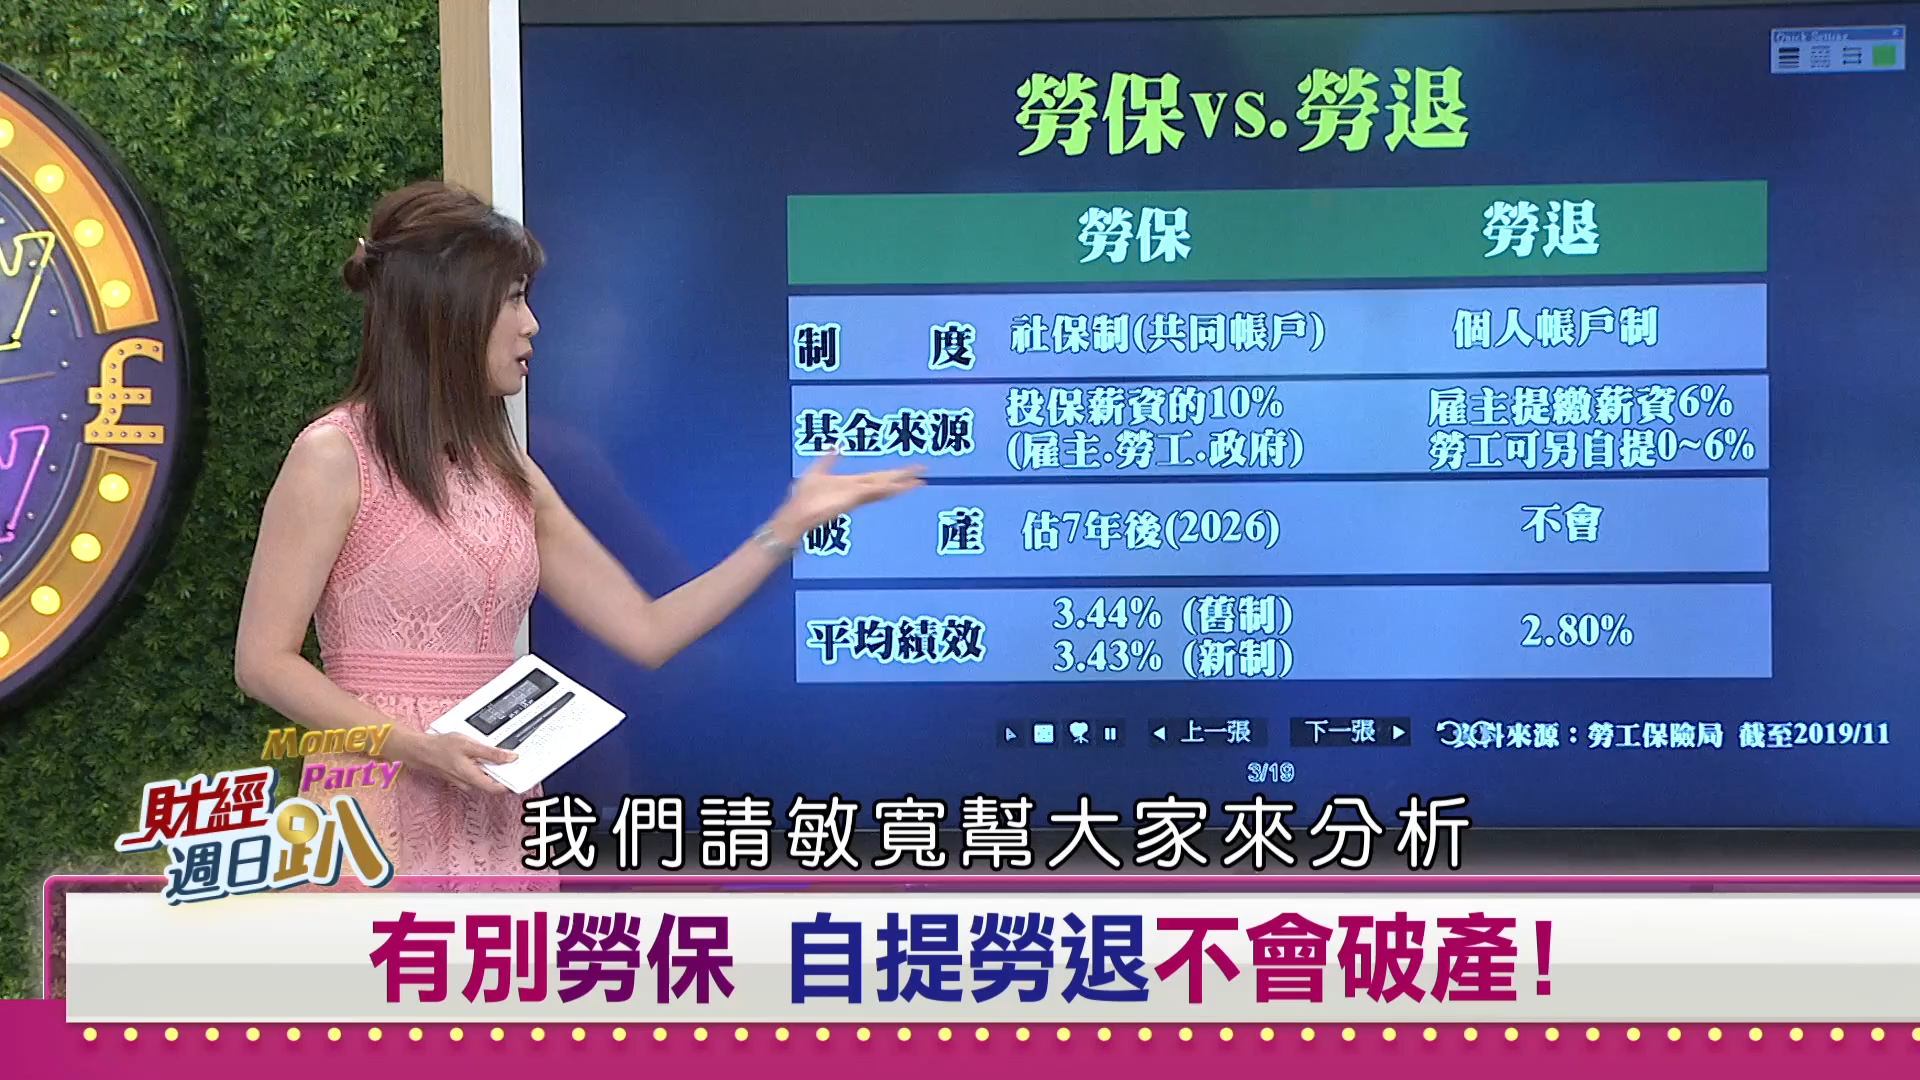 Quick Setting
勞保vs.勞退
勞保 勞退
制度 社保制(共同帳戶) 個人帳戶制
基金來源 投保薪資的10% (雇主.勞工.政府) 雇主提繳薪資6% 勞工可另自提0~6%
破產 估7年後(2026) 不會
平均績效 3.44% (舊制) 3.43% (新制) 2.80%
上一張 下一張
資料來源：勞工保險局 截至2019/11
3/19
£
Money Party
財經週日趴
我們請敏寬幫大家來分析
有別勞保 自提勞退不會破產!